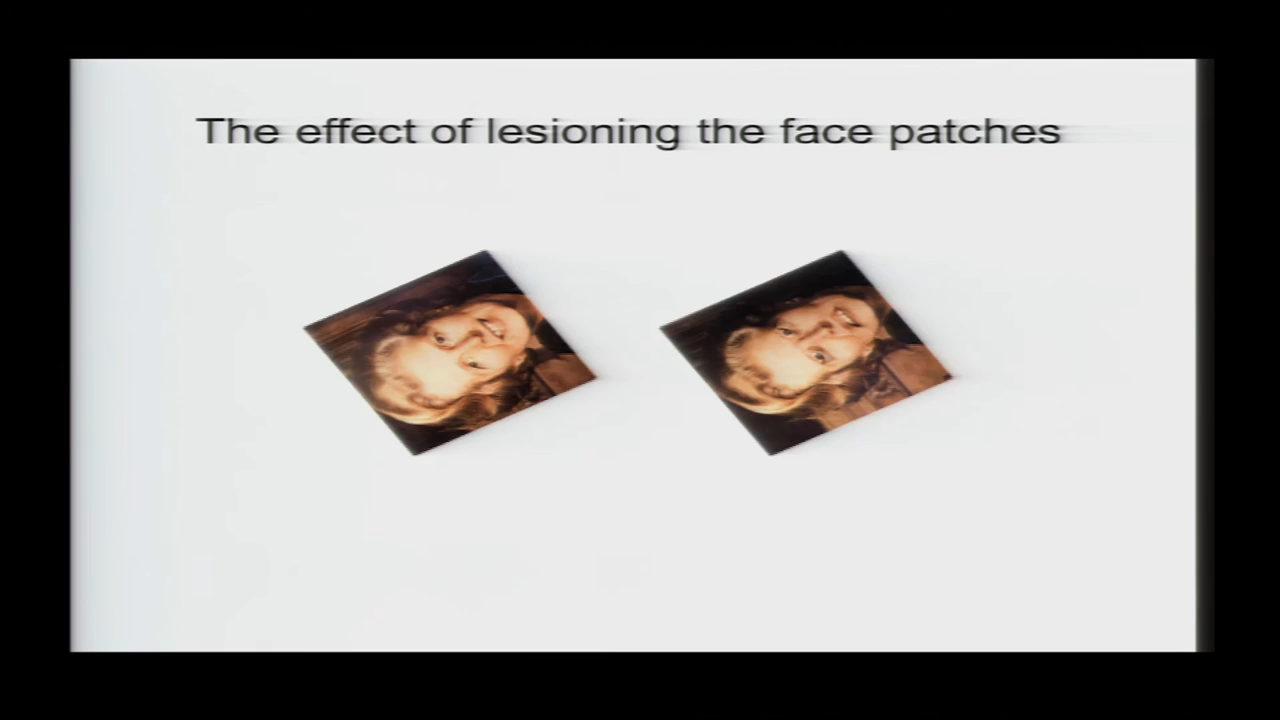 The effect of lesioning the face patches